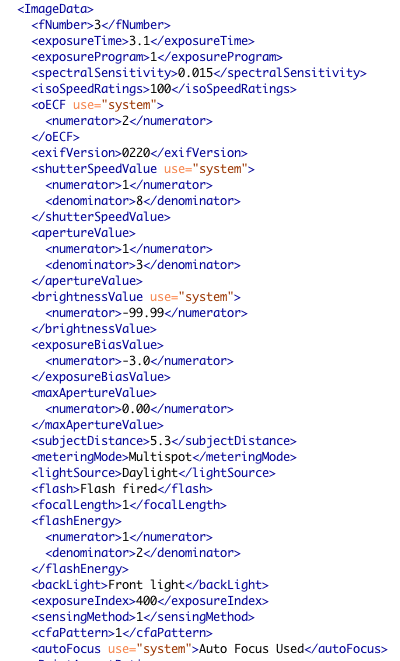 <ImageData>
<fNumber>3</fNumber>
<exposureTime>3.1</exposureTime>
<exposureProgram>1</exposureProgram>
<spectralSensitivity>0.015</spectralSensitivity>
<isoSpeedRatings>100</isoSpeedRatings>
<oECF use="system">
<numerator>2</numerator>
</oECF>
<exifVersion>0220</exifVersion>
<shutterSpeedValue use="system">
<numerator>1</numerator>
<denominator>8</denominator>
</shutterSpeedValue>
<apertureValue>
<numerator>1</numerator>
<denominator>3</denominator>
</apertureValue>
<brightnessValue use="system">
<numerator>-99.99</numerator>
</brightnessValue>
<exposureBiasValue>
<numerator>-3.0</numerator>
</exposureBiasValue>
<maxApertureValue>
<numerator>0.00</numerator>
</maxApertureValue>
<subjectDistance>5.3</subjectDistance>
<meteringMode>Multispot</meteringMode>
<lightSource>Daylight</lightSource>
<flash>Flash fired</flash>
<focalLength>1</focalLength>
<flashEnergy>
<numerator>1</numerator>
<denominator>2</denominator>
</flashEnergy>
<backLight>Front light</backLight>
<exposureIndex>400</exposureIndex>
<sensingMethod>1</sensingMethod>
<cfaPattern>1</cfaPattern>
<autoFocus use="system">Auto Focus Used</autoFocus>